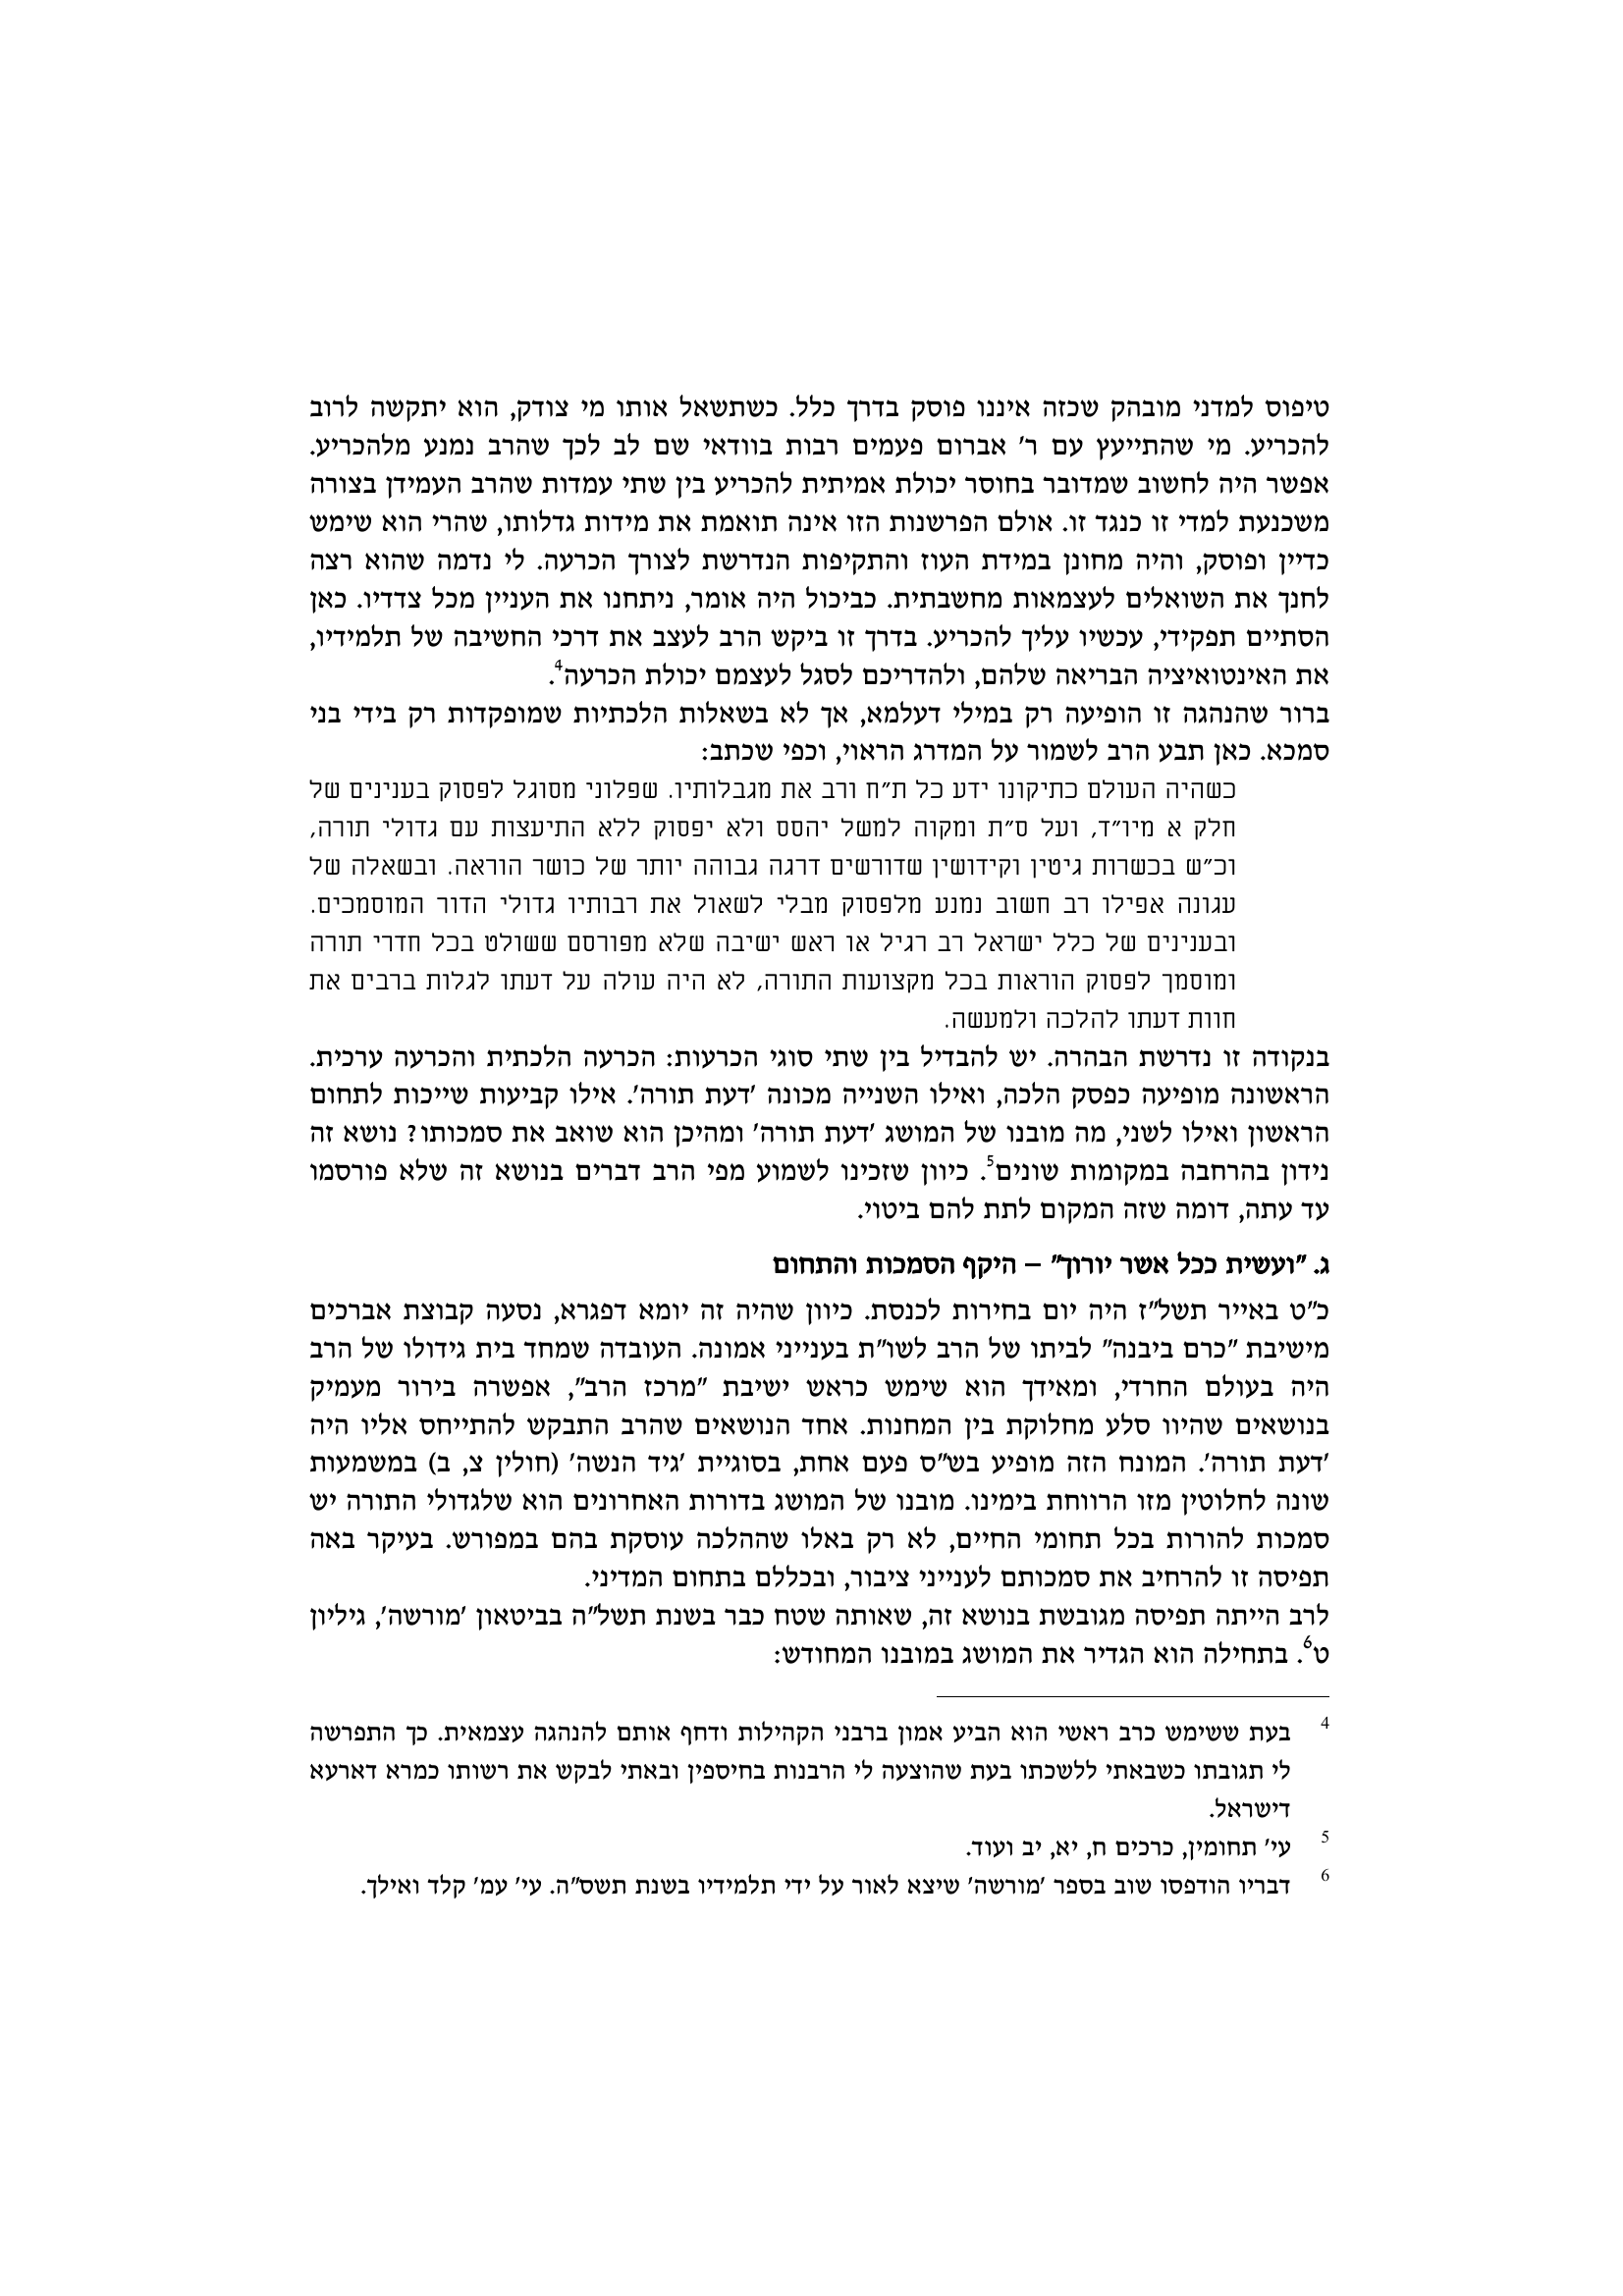 טיפוס למדני מובהק שכזה איננו פוסק בדרך כלל. כשתשאל אותו מי צודק, הוא יתקשה לרוב
להכריע. מי שהתייעץ עם ר' אברום פעמים רבות בוודאי שם לב לכך שהרב נמנע מלהכריע.
אפשר היה לחשוב שמדובר בחוסר יכולת אמיתית להכריע בין שתי עמדות שהרב העמידן בצורה
משכנעת למדי זו כנגד זו. אולם הפרשנות הזו אינה תואמת את מידות גדלותו, שהרי הוא שימש
כדיין ופוסק, והיה מחונן במידת העוז והתקיפות הנדרשת לצורך הכרעה. לי נדמה שהוא רצה
לחנך את השואלים לעצמאות מחשבתית. כביכול היה אומר, ניתחנו את העניין מכל צדדיו. כאן
הסתיים תפקידי, עכשיו עליך להכריע. בדרך זו ביקש הרב לעצב את דרכי החשיבה של תלמידיו,
את האינטואיציה הבריאה שלהם, ולהדריכם לסגל לעצמם יכולת הכרעה4.
ברור שהנהגה זו הופיעה רק במילי דעלמא, אך לא בשאלות הלכתיות שמופקדות רק בידי בני
סמכא. כאן תבע הרב לשמור על המדרג הראוי, וכפי שכתב:
כשהיה העולם כתיקונו ידע כל ת"ח ורב את מגבלותיו. שפלוני מסוגל לפסוק בענינים של
חלק א מיו"ד, ועל ס"ת ומקוה למשל יהסס ולא יפסוק ללא התיעצות עם גדולי תורה,
וכ"ש בכשרות גיטין וקידושין שדורשים דרגה גבוהה יותר של כושר הוראה. ובשאלה של
עגונה אפילו רב חשוב נמנע מלפסוק מבלי לשאול את רבותיו גדולי הדור המוסמכים.
ובענינים של כלל ישראל רב רגיל או ראש ישיבה שלא מפורסם ששולט בכל חדרי תורה
ומוסמך לפסוק הוראות בכל מקצועות התורה, לא היה עולה על דעתו לגלות ברבים את
חוות דעתו להלכה ולמעשה.
בנקודה זו נדרשת הבהרה. יש להבדיל בין שתי סוגי הכרעות: הכרעה הלכתית והכרעה ערכית.
הראשונה מופיעה כפסק הלכה, ואילו השנייה מכונה 'דעת תורה'. אילו קביעות שייכות לתחום
הראשון ואילו לשני, מה מובנו של המושג 'דעת תורה' ומהיכן הוא שואב את סמכותו? נושא זה
נידון בהרחבה במקומות שונים5. כיוון שזכינו לשמוע מפי הרב דברים בנושא זה שלא פורסמו
עד עתה, דומה שזה המקום לתת להם ביטוי.
ג. "ועשית ככל אשר יורוך" – היקף הסמכות והתחום
כ"ט באייר תשל"ז היה יום בחירות לכנסת. כיוון שהיה זה יומא דפגרא, נסעה קבוצת אברכים
מישיבת "כרם ביבנה" לביתו של הרב לשו"ת בענייני אמונה. העובדה שמחד בית גידולו של הרב
היה בעולם החרדי, ומאידך הוא שימש כראש ישיבת "מרכז הרב", אפשרה בירור מעמיק
בנושאים שהיוו סלע מחלוקת בין המחנות. אחד הנושאים שהרב התבקש להתייחס אליו היה
'דעת תורה'. המונח הזה מופיע בש"ס פעם אחת, בסוגיית 'גיד הנשה' (חולין צ, ב) במשמעות
שונה לחלוטין מזו הרווחת בימינו. מובנו של המושג בדורות האחרונים הוא שלגדולי התורה יש
סמכות להורות בכל תחומי החיים, לא רק באלו שההלכה עוסקת בהם במפורש. בעיקר באה
תפיסה זו להרחיב את סמכותם לענייני ציבור, ובכללם בתחום המדיני.
לרב הייתה תפיסה מגובשת בנושא זה, שאותה שטח כבר בשנת תשל"ה בביטאון 'מורשה', גיליון
ט6. בתחילה הוא הגדיר את המושג במובנו המחודש:
4 בעת ששימש כרב ראשי הוא הביע אמון ברבני הקהילות ודחף אותם להנהגה עצמאית. כך התפרשה
לי תגובתו כשבאתי ללשכתו בעת שהוצעה לי הרבנות בחיספין ובאתי לבקש את רשותו כמרא דארעא
דישראל.
5 עי' תחומין, כרכים ח, יא, יב ועוד.
6 דבריו הודפסו שוב בספר 'מורשה' שיצא לאור על ידי תלמידיו בשנת תשס"ה. עי' עמ' קלד ואילך.